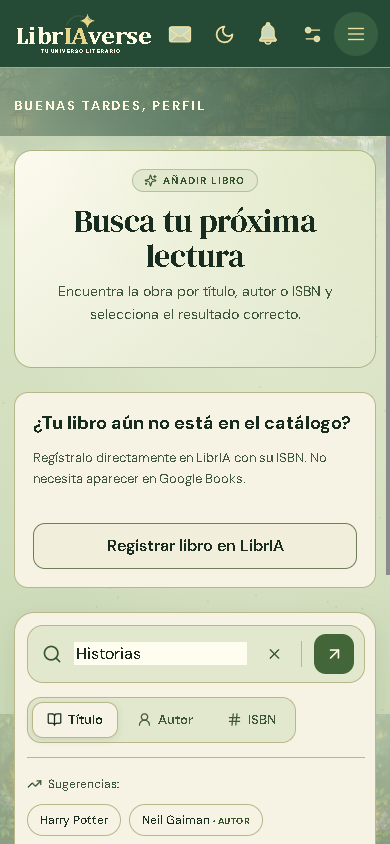 LibrIAverse
TU UNIVERSO LITERARIO
BUENAS TARDES, PERFIL
AÑADIR LIBRO
Busca tu próxima
lectura
Encuentra la obra por título, autor o ISBN y
selecciona el resultado correcto.
¿Tu libro aún no está en el catálogo?
Regístralo directamente en LibrIA con su ISBN. No
necesita aparecer en Google Books.
Registrar libro en LibrIA
Historias
Título Autor ISBN
Sugerencias:
Harry Potter Neil Gaiman · AUTOR